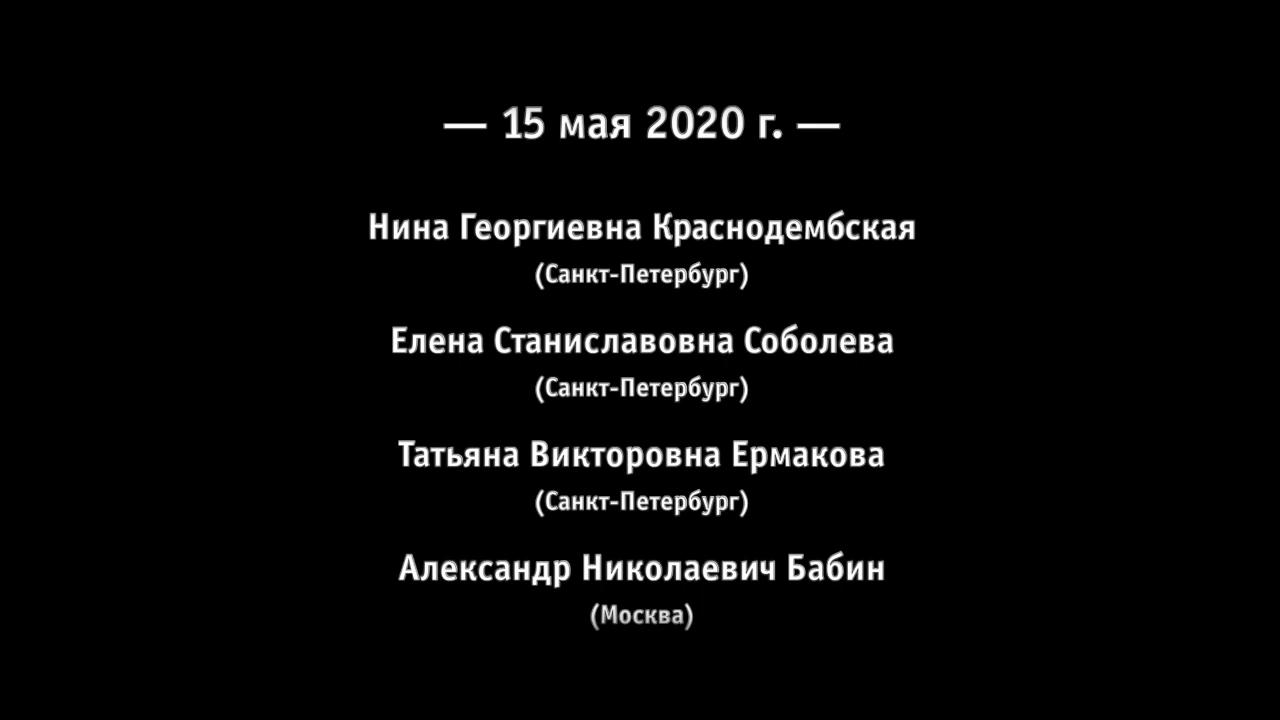 — 15 мая 2020 г. —
Нина Георгиевна Краснодембская
(Санкт-Петербург)
Елена Станиславовна Соболева
(Санкт-Петербург)
Татьяна Викторовна Ермакова
(Санкт-Петербург)
Александр Николаевич Бабин
(Москва)